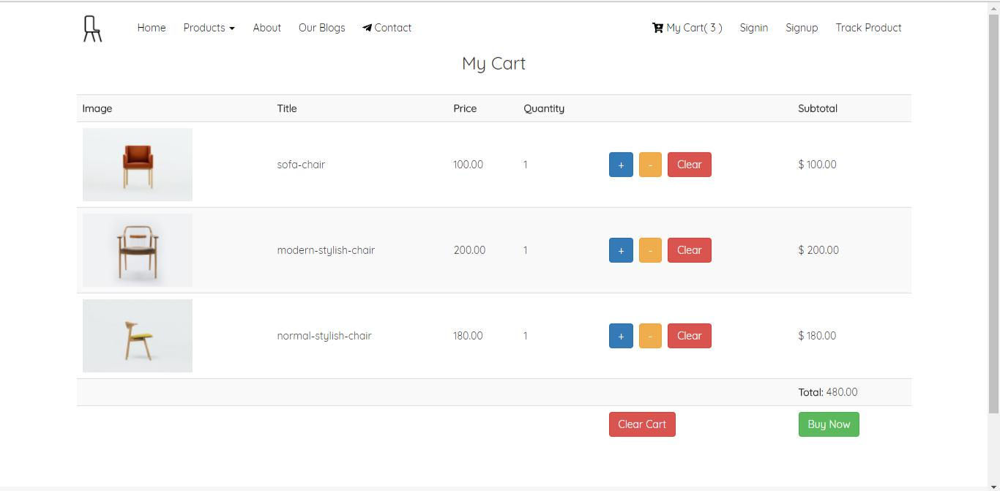 Home Products About Our Blogs Contact My Cart( 3 ) Signin Signup Track Product
My Cart
Image Title Price Quantity Subtotal
sofa-chair 100.00 1 + - Clear $ 100.00
modern-stylish-chair 200.00 1 + - Clear $ 200.00
normal-stylish-chair 180.00 1 + - Clear $ 180.00
Total: 480.00
Clear Cart Buy Now